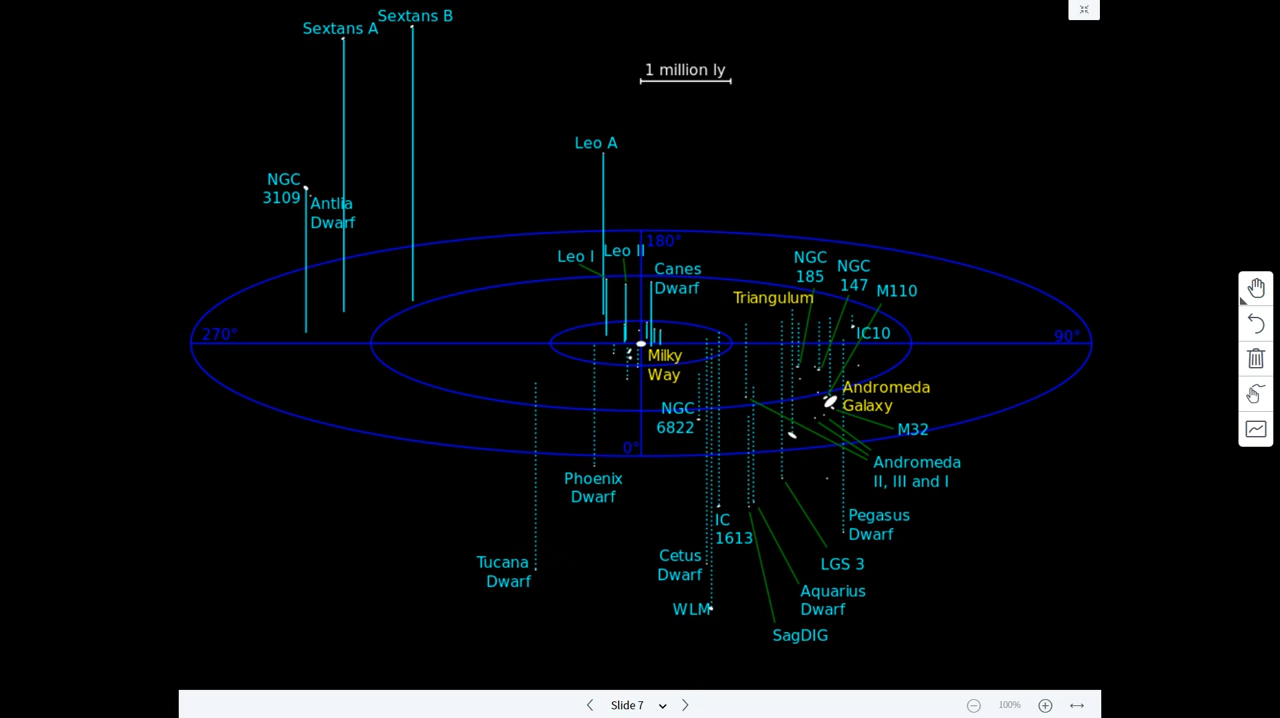 Sextans B
Sextans A
1 million ly
Leo A
NGC
3109
Antlia
Dwarf
180°
Leo I
Leo II
Canes
Dwarf
NGC
185
NGC
147
M110
Triangulum
270°
90°
IC10
Milky
Way
Andromeda
Galaxy
NGC
6822
M32
0°
Andromeda
II, III and I
Phoenix
Dwarf
Pegasus
Dwarf
IC
1613
Tucana
Dwarf
Cetus
Dwarf
LGS 3
Aquarius
Dwarf
WLM
SagDIG
Slide 7
100%